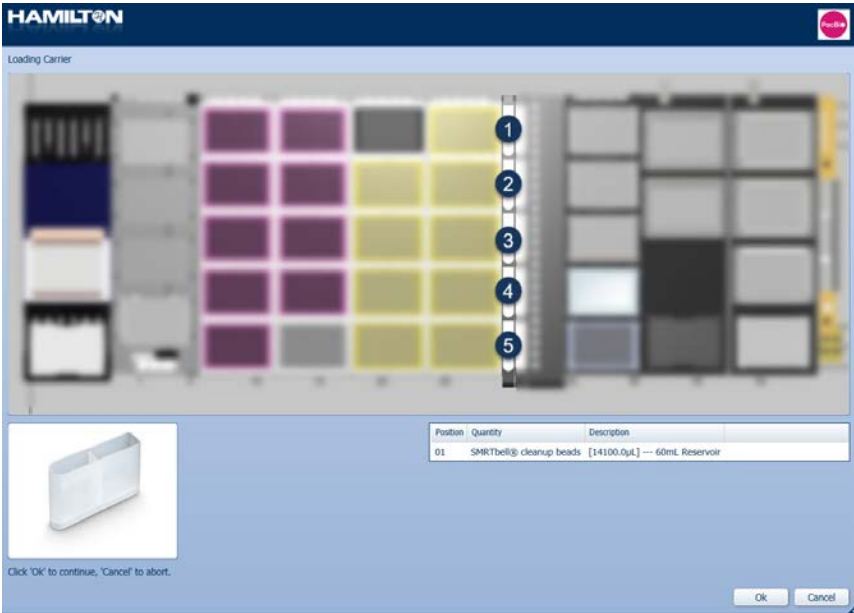 HAMILTON
PacBio
Loading Carrier
1
2
3
4
5
Position Quantity Description
01 SMRTbell® cleanup beads [14100.0µL] --- 60mL Reservoir
Click 'Ok' to continue, 'Cancel' to abort.
Ok Cancel